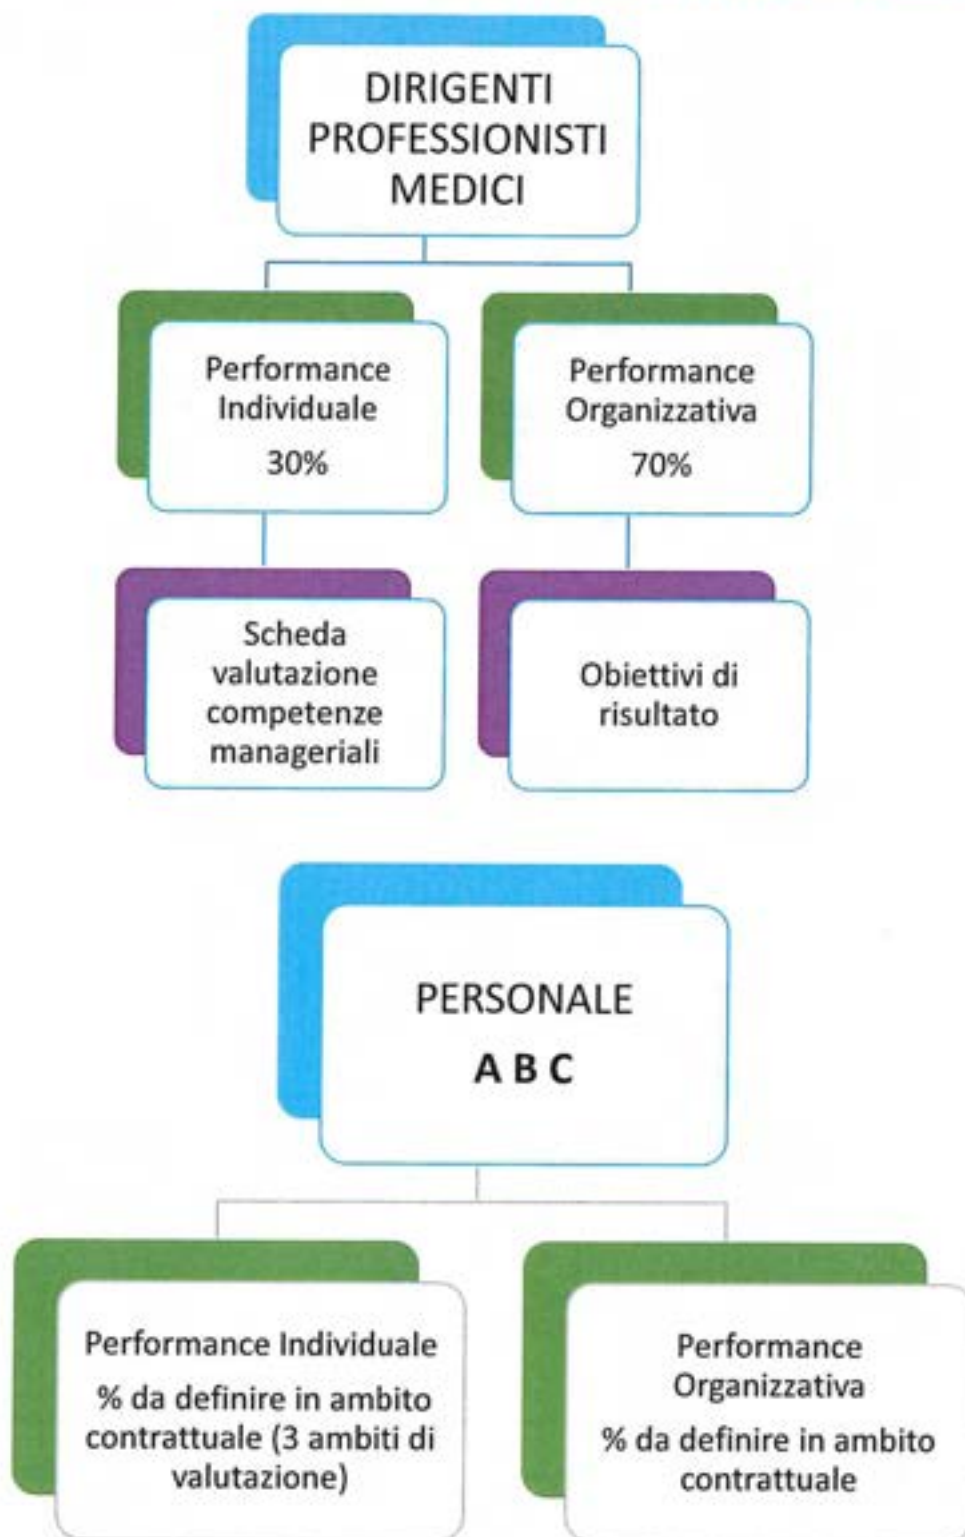 DIRIGENTI
PROFESSIONISTI
MEDICI
Performance
Individuale
30%
Performance
Organizzativa
70%
Scheda
valutazione
competenze
manageriali
Obiettivi di
risultato
PERSONALE
A B C
Performance Individuale
% da definire in ambito
contrattuale (3 ambiti di
valutazione)
Performance
Organizzativa
% da definire in ambito
contrattuale